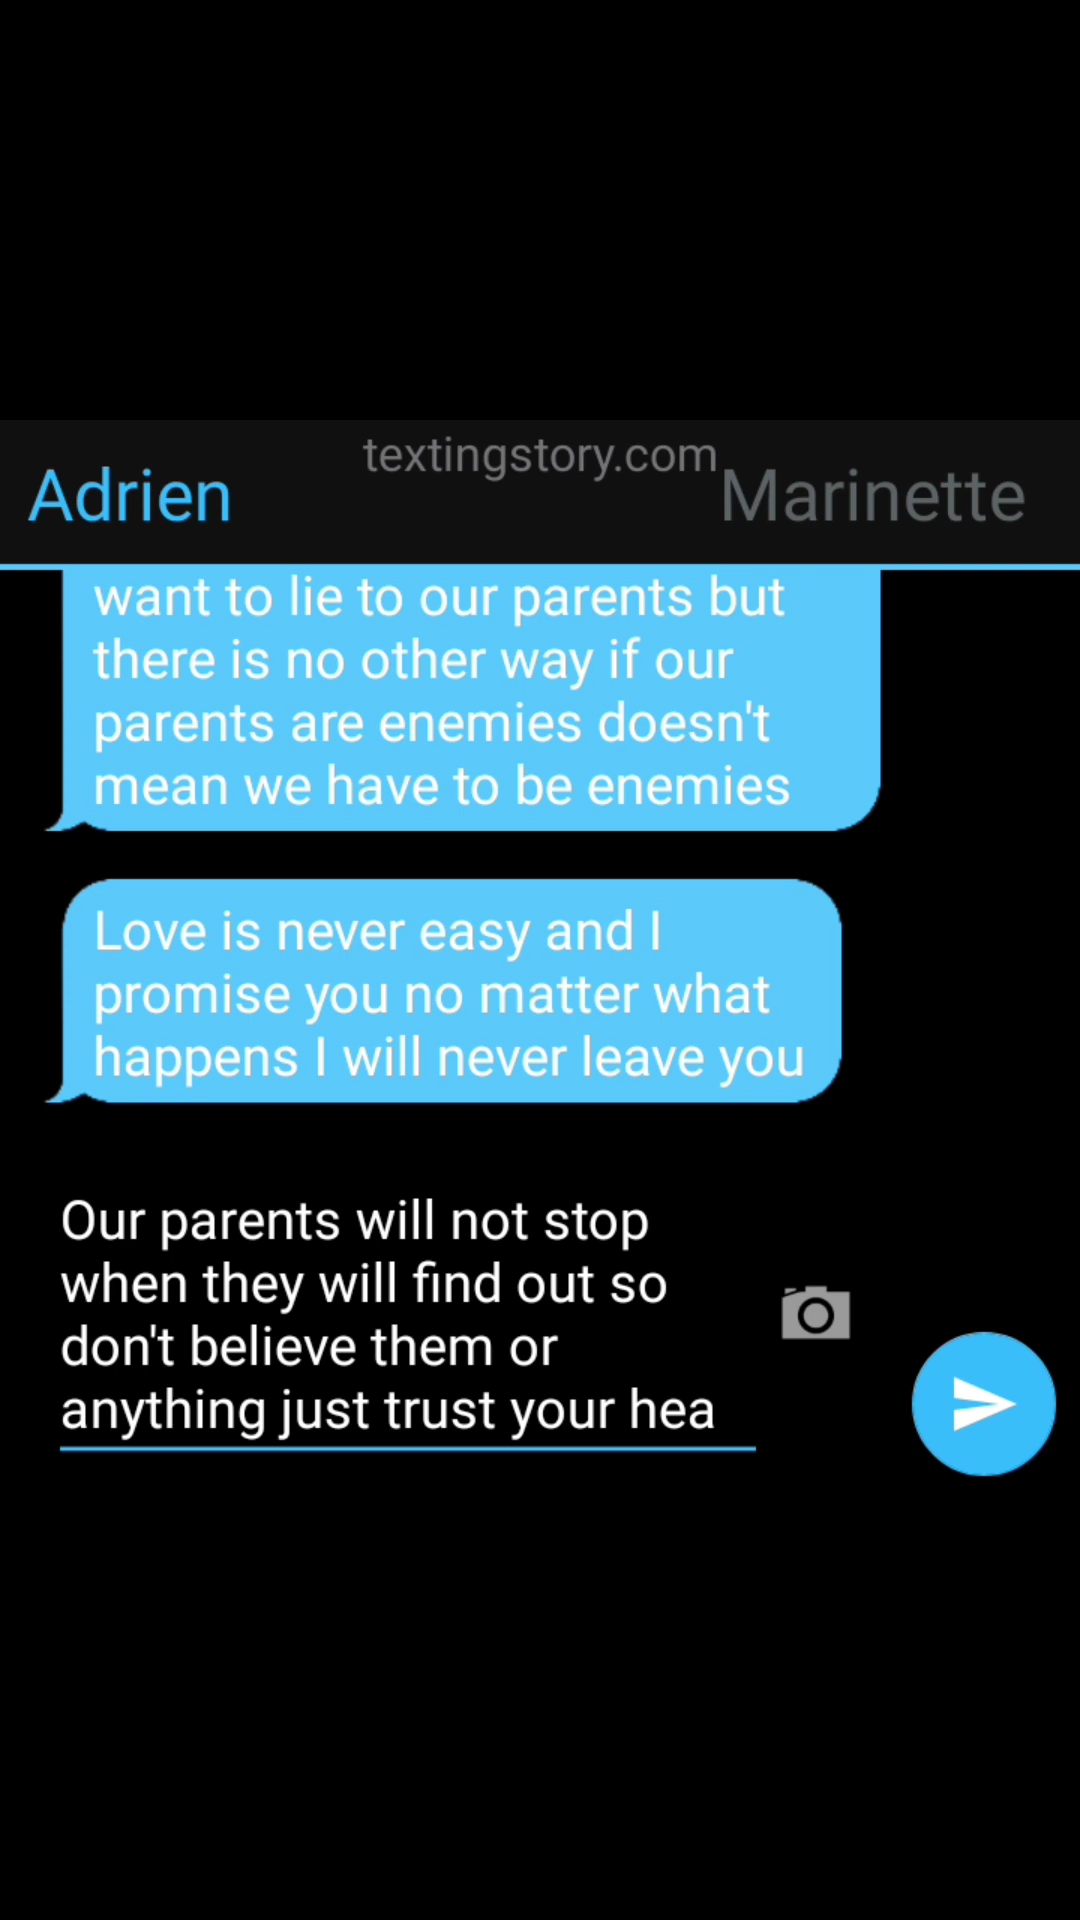 textingstory.com
Adrien
Marinette
want to lie to our parents but
there is no other way if our
parents are enemies doesn't
mean we have to be enemies
Love is never easy and I
promise you no matter what
happens I will never leave you
Our parents will not stop
when they will find out so
don't believe them or
anything just trust your hea